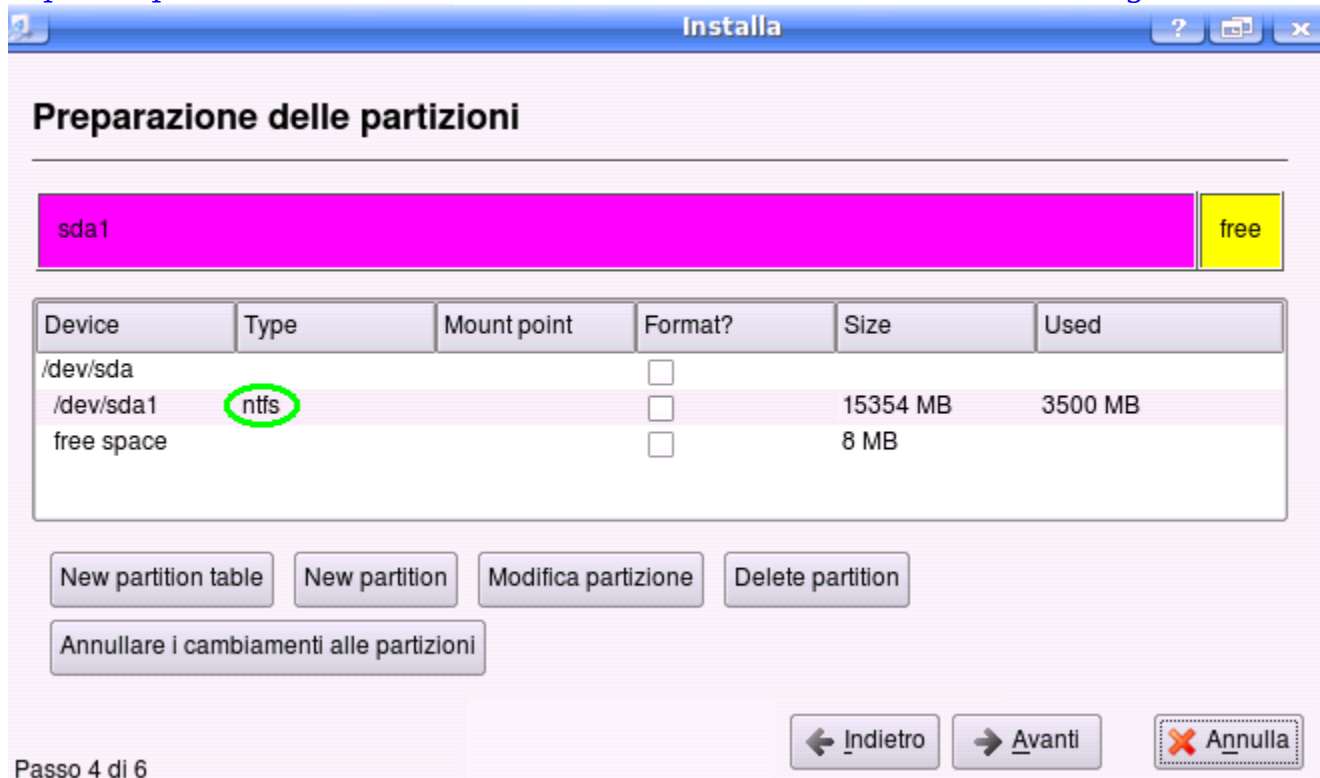 Installa
Preparazione delle partizioni
sda1 free
Device Type Mount point Format? Size Used
/dev/sda
/dev/sda1 ntfs 15354 MB 3500 MB
free space 8 MB
New partition table New partition Modifica partizione Delete partition
Annullare i cambiamenti alle partizioni
Indietro Avanti Annulla
Passo 4 di 6